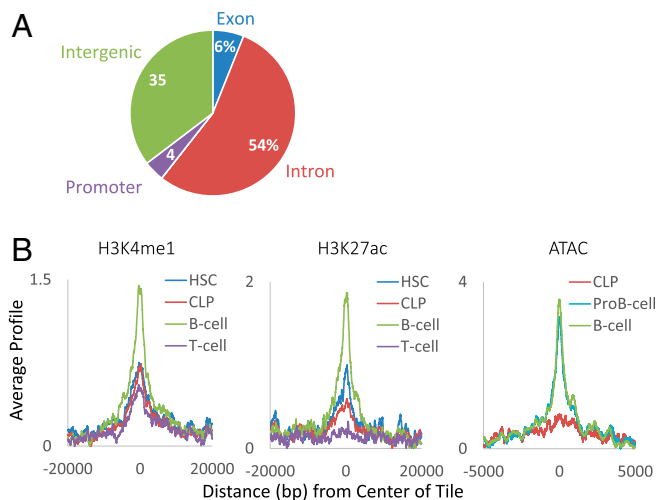 A
Exon
6%
Intergenic
35
54%
4
Promoter
Intron
B
H3K4me1
H3K27ac
ATAC
1.5
HSC
CLP
B-cell
T-cell
2
HSC
CLP
B-cell
T-cell
4
CLP
ProB-cell
B-cell
Average Profile
0
0
0
-20000
0
20000
-20000
0
20000
-5000
0
5000
Distance (bp) from Center of Tile